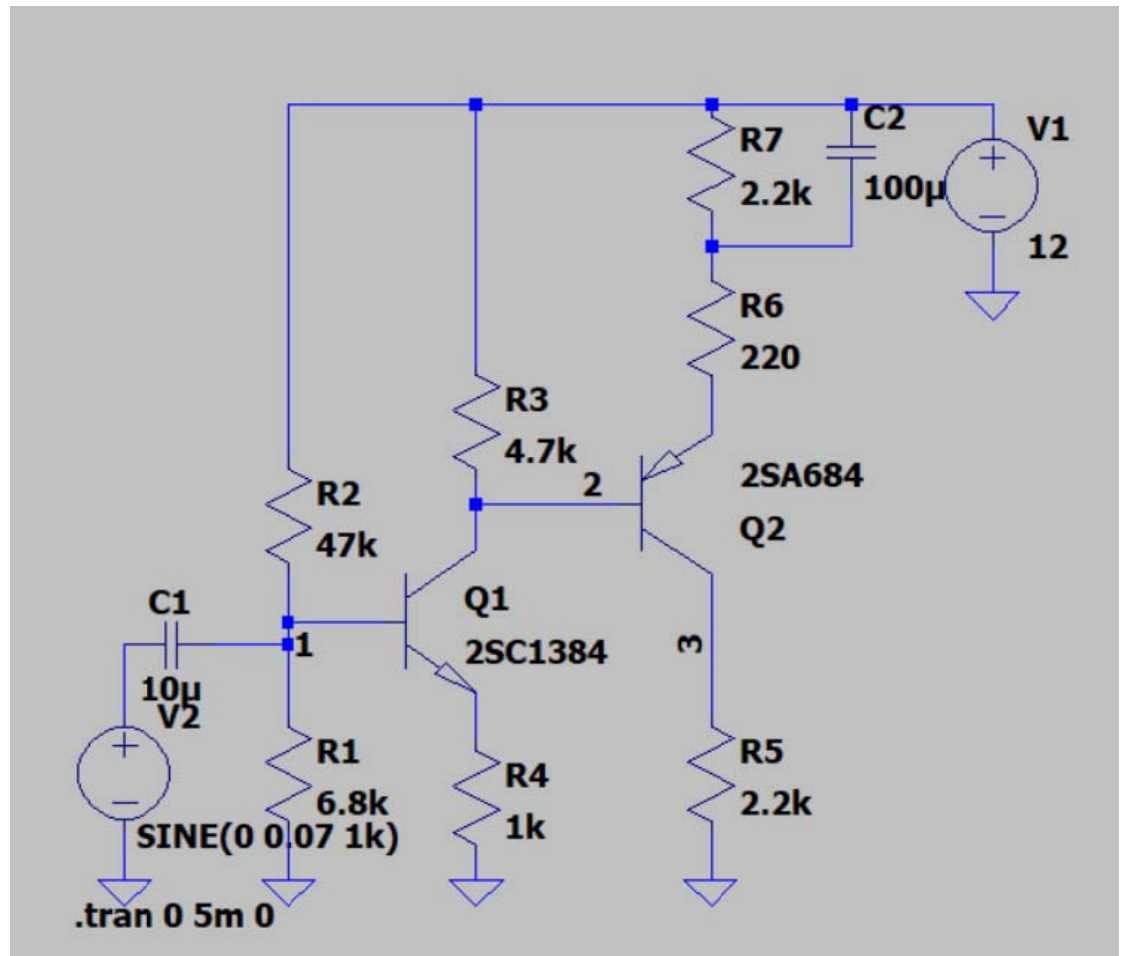 C2
V1
R7
2.2k
100µ
12
R6
220
R3
4.7k
2
2SA684
Q2
R2
47k
C1
1
Q1
2SC1384
3
10µ
V2
R1
6.8k
R4
1k
R5
2.2k
SINE(0 0.07 1k)
.tran 0 5m 0